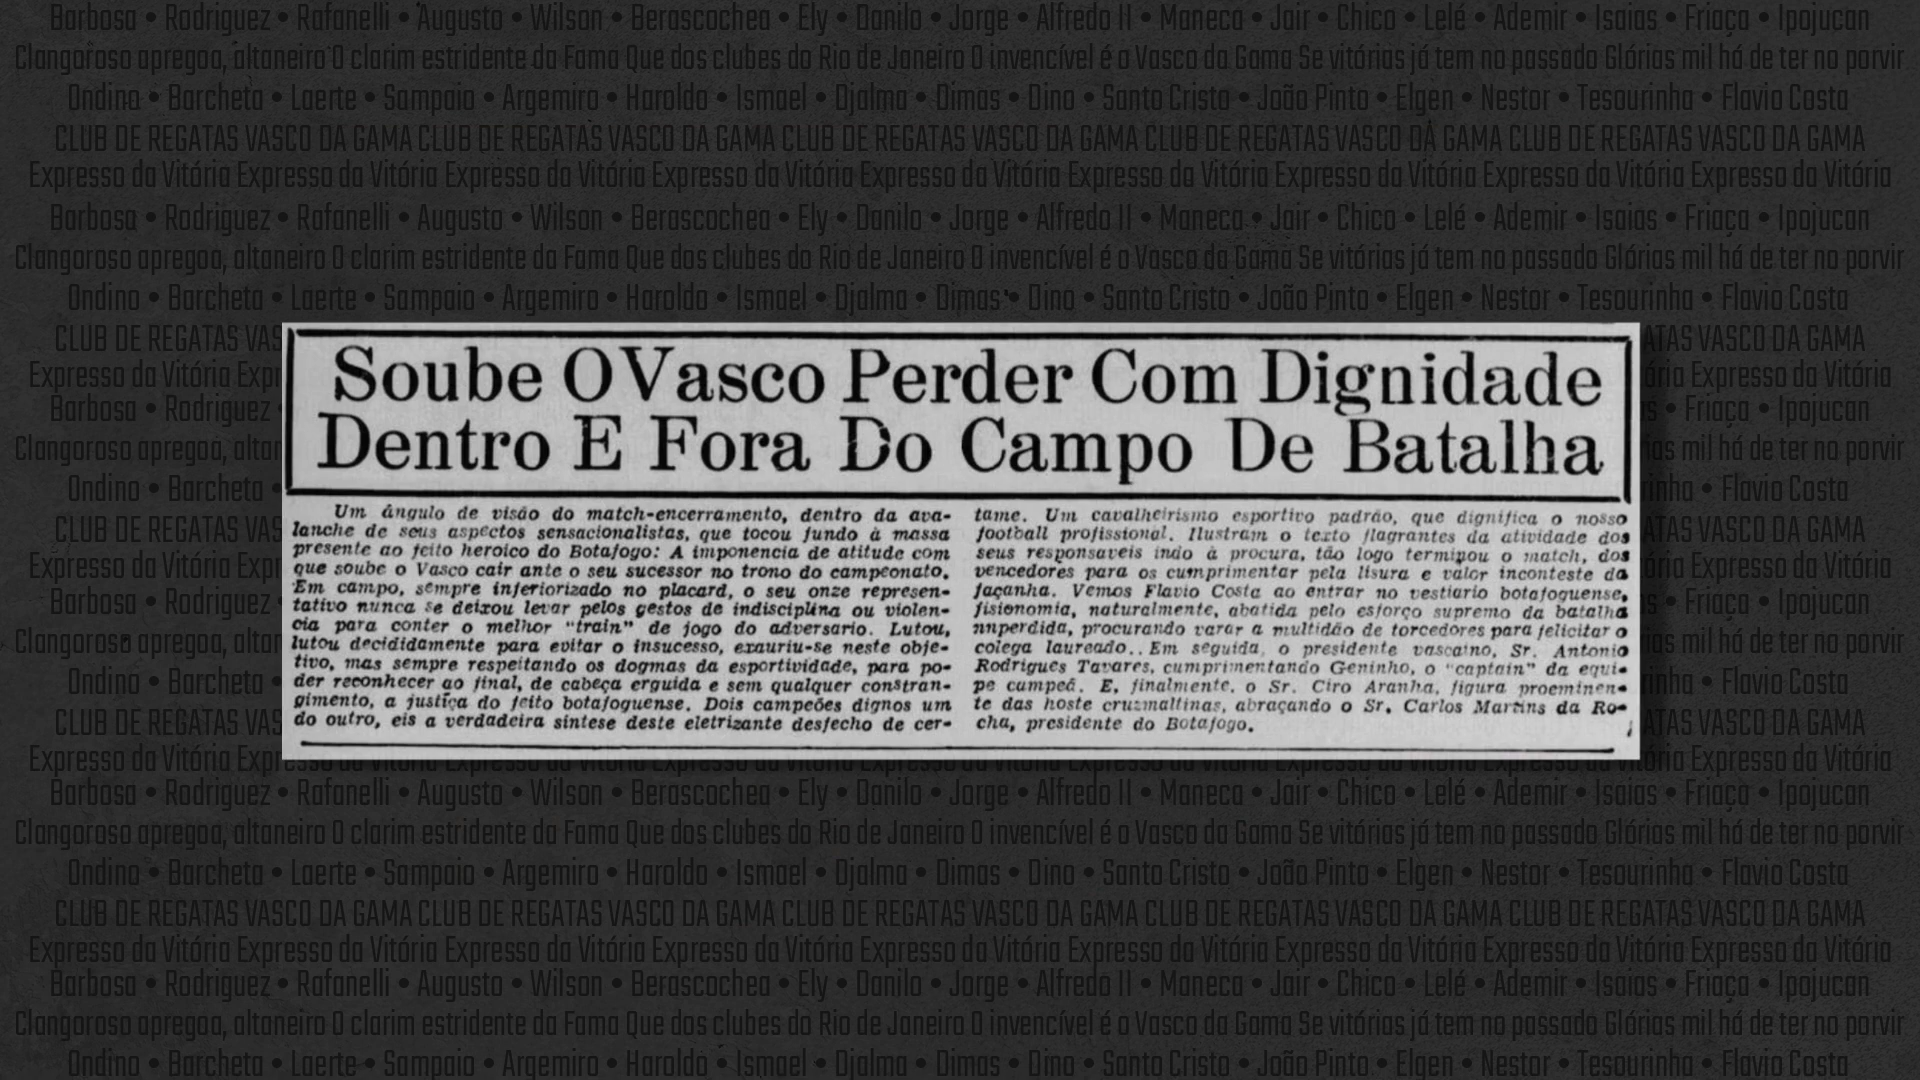 Barbosa • Rodriguez • Rafanelli • Augusto • Wilson • Berascochea • Ely • Danilo • Jorge • Alfredo II • Maneca • Jair • Chico • Lelé • Ademir • Isaias • Friaça • Ipojucan
Clangoroso apregoa, altaneiro O clarim estridente da Fama Que dos clubes do Rio de Janeiro O invencível é o Vasco da Gama Se vitórias já tem no passado Glórias mil há de ter no porvir
Ondino • Barcheta • Laerte • Sampaio • Argemiro • Haroldo • Ismael • Djalma • Dimas • Dino • Santo Cristo • João Pinto • Elgen • Nestor • Tesourinha • Flavio Costa
CLUB DE REGATAS VASCO DA GAMA CLUB DE REGATAS VASCO DA GAMA CLUB DE REGATAS VASCO DA GAMA CLUB DE REGATAS VASCO DA GAMA CLUB DE REGATAS VASCO DA GAMA
Expresso da Vitória Expresso da Vitória Expresso da Vitória Expresso da Vitória Expresso da Vitória Expresso da Vitória Expresso da Vitória Expresso da Vitória Expresso da Vitória
Barbosa • Rodriguez • Rafanelli • Augusto • Wilson • Berascochea • Ely • Danilo • Jorge • Alfredo II • Maneca • Jair • Chico • Lelé • Ademir • Isaias • Friaça • Ipojucan
Clangoroso apregoa, altaneiro O clarim estridente da Fama Que dos clubes do Rio de Janeiro O invencível é o Vasco da Gama Se vitórias já tem no passado Glórias mil há de ter no porvir
Ondino • Barcheta • Laerte • Sampaio • Argemiro • Haroldo • Ismael • Djalma • Dimas • Dino • Santo Cristo • João Pinto • Elgen • Nestor • Tesourinha • Flavio Costa
Soube O Vasco Perder Com Dignidade
Dentro E Fora Do Campo De Batalha
Um ângulo de visão do match-encerramento, dentro da ava-
lanche de seus aspectos sensacionalistas, que tocou fundo à massa
presente ao feito heroico do Botafogo: A imponencia de atitude com
que soube o Vasco cair ante o seu sucessor no trono do campeonato.
Em campo, sempre inferiorizado no placard, o seu onze represen-
tativo nunca se deixou levar pelos gestos de indisciplina ou violen-
cia para conter o melhor "train" de jogo do adversario. Lutou,
lutou decididamente para evitar o insucesso, exauriu-se neste obje-
tivo, mas sempre respeitando os dogmas da esportividade, para po-
der reconhecer ao final, de cabeça erguida e sem qualquer constran-
gimento, a justiça do feito botafoguense. Dois campeões dignos um
do outro, eis a verdadeira sintese deste eletrizante desfecho de cer-
tame. Um cavalheirismo esportivo padrão, que dignifica o nosso
football profissional. Ilustram o texto flagrantes da atividade dos
seus responsaveis indo à procura, tão logo terminou o match, dos
vencedores para os cumprimentar pela lisura e valor inconteste da
façanha. Vemos Flavio Costa ao entrar no vestiario botafoguense,
fisionomia, naturalmente, abatida pelo esforço supremo da batalha
nnperdida, procurando varar a multidão de torcedores para felicitar o
colega laureado.. Em seguida, o presidente vascaino, Sr. Antonio
Rodrigues Tavares, cumprimentando Geninho, o "captain" da equi-
pe campeã. E, finalmente, o Sr. Ciro Aranha, figura proeminen-
te das hoste cruzmaltinas, abraçando o Sr. Carlos Martins da Ro-
cha, presidente do Botafogo.
Barbosa • Rodriguez • Rafanelli • Augusto • Wilson • Berascochea • Ely • Danilo • Jorge • Alfredo II • Maneca • Jair • Chico • Lelé • Ademir • Isaias • Friaça • Ipojucan
Clangoroso apregoa, altaneiro O clarim estridente da Fama Que dos clubes do Rio de Janeiro O invencível é o Vasco da Gama Se vitórias já tem no passado Glórias mil há de ter no porvir
Ondino • Barcheta • Laerte • Sampaio • Argemiro • Haroldo • Ismael • Djalma • Dimas • Dino • Santo Cristo • João Pinto • Elgen • Nestor • Tesourinha • Flavio Costa
CLUB DE REGATAS VASCO DA GAMA CLUB DE REGATAS VASCO DA GAMA CLUB DE REGATAS VASCO DA GAMA CLUB DE REGATAS VASCO DA GAMA CLUB DE REGATAS VASCO DA GAMA
Expresso da Vitória Expresso da Vitória Expresso da Vitória Expresso da Vitória Expresso da Vitória Expresso da Vitória Expresso da Vitória Expresso da Vitória Expresso da Vitória
Barbosa • Rodriguez • Rafanelli • Augusto • Wilson • Berascochea • Ely • Danilo • Jorge • Alfredo II • Maneca • Jair • Chico • Lelé • Ademir • Isaias • Friaça • Ipojucan
Clangoroso apregoa, altaneiro O clarim estridente da Fama Que dos clubes do Rio de Janeiro O invencível é o Vasco da Gama Se vitórias já tem no passado Glórias mil há de ter no porvir
Ondino • Barcheta • Laerte • Sampaio • Argemiro • Haroldo • Ismael • Djalma • Dimas • Dino • Santo Cristo • João Pinto • Elgen • Nestor • Tesourinha • Flavio Costa